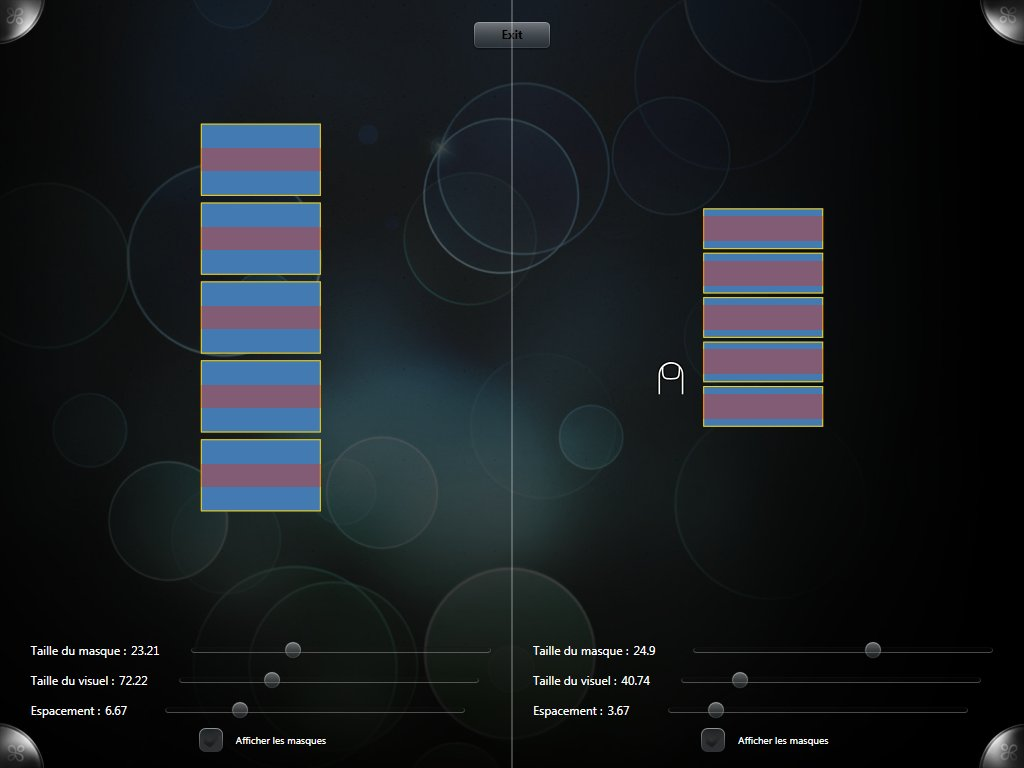 Exit
Taille du masque : 23.21
Taille du visuel : 72.22
Espacement : 6.67
Afficher les masques
Taille du masque : 24.9
Taille du visuel : 40.74
Espacement : 3.67
Afficher les masques